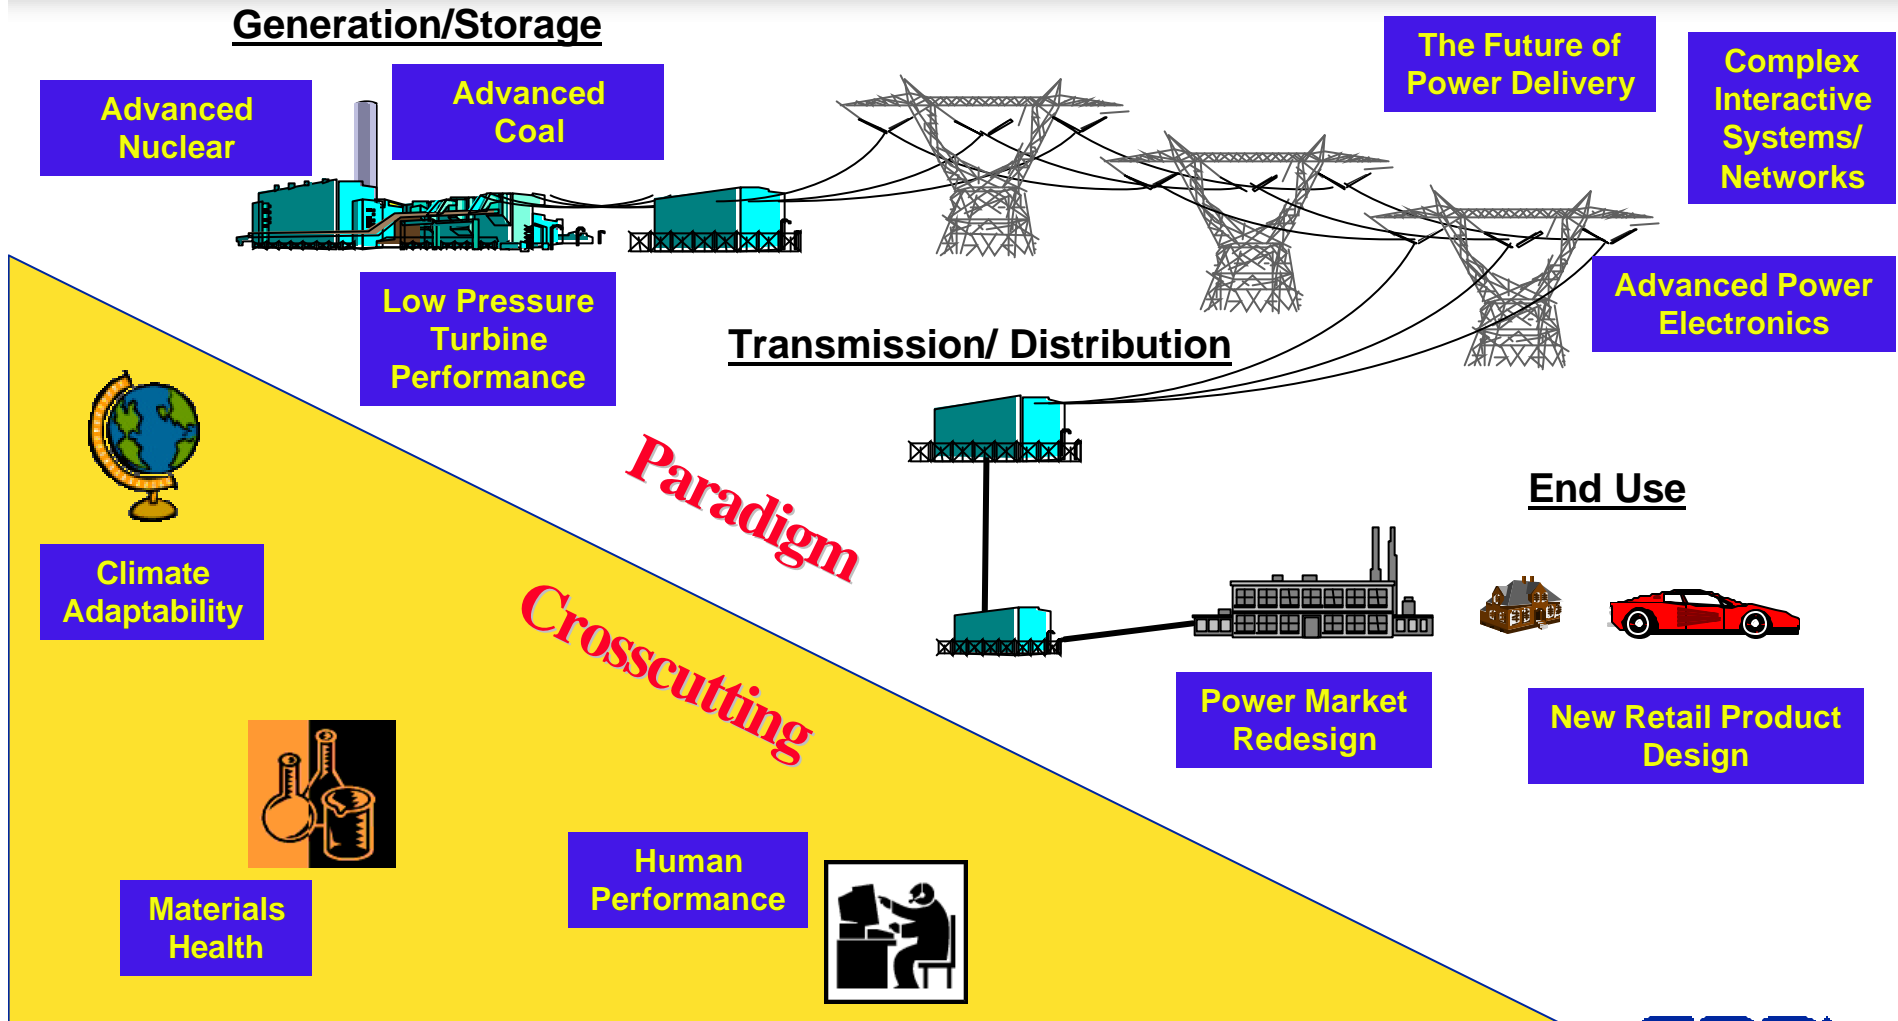 Generation/Storage
Advanced
Nuclear
Advanced
Coal
Low Pressure
Turbine
Performance
The Future of
Power Delivery
Complex
Interactive
Systems/
Networks
Advanced Power
Electronics
Transmission/ Distribution
End Use
Power Market
Redesign
New Retail Product
Design
Paradigm
Crosscutting
Climate
Adaptability
Materials
Health
Human
Performance